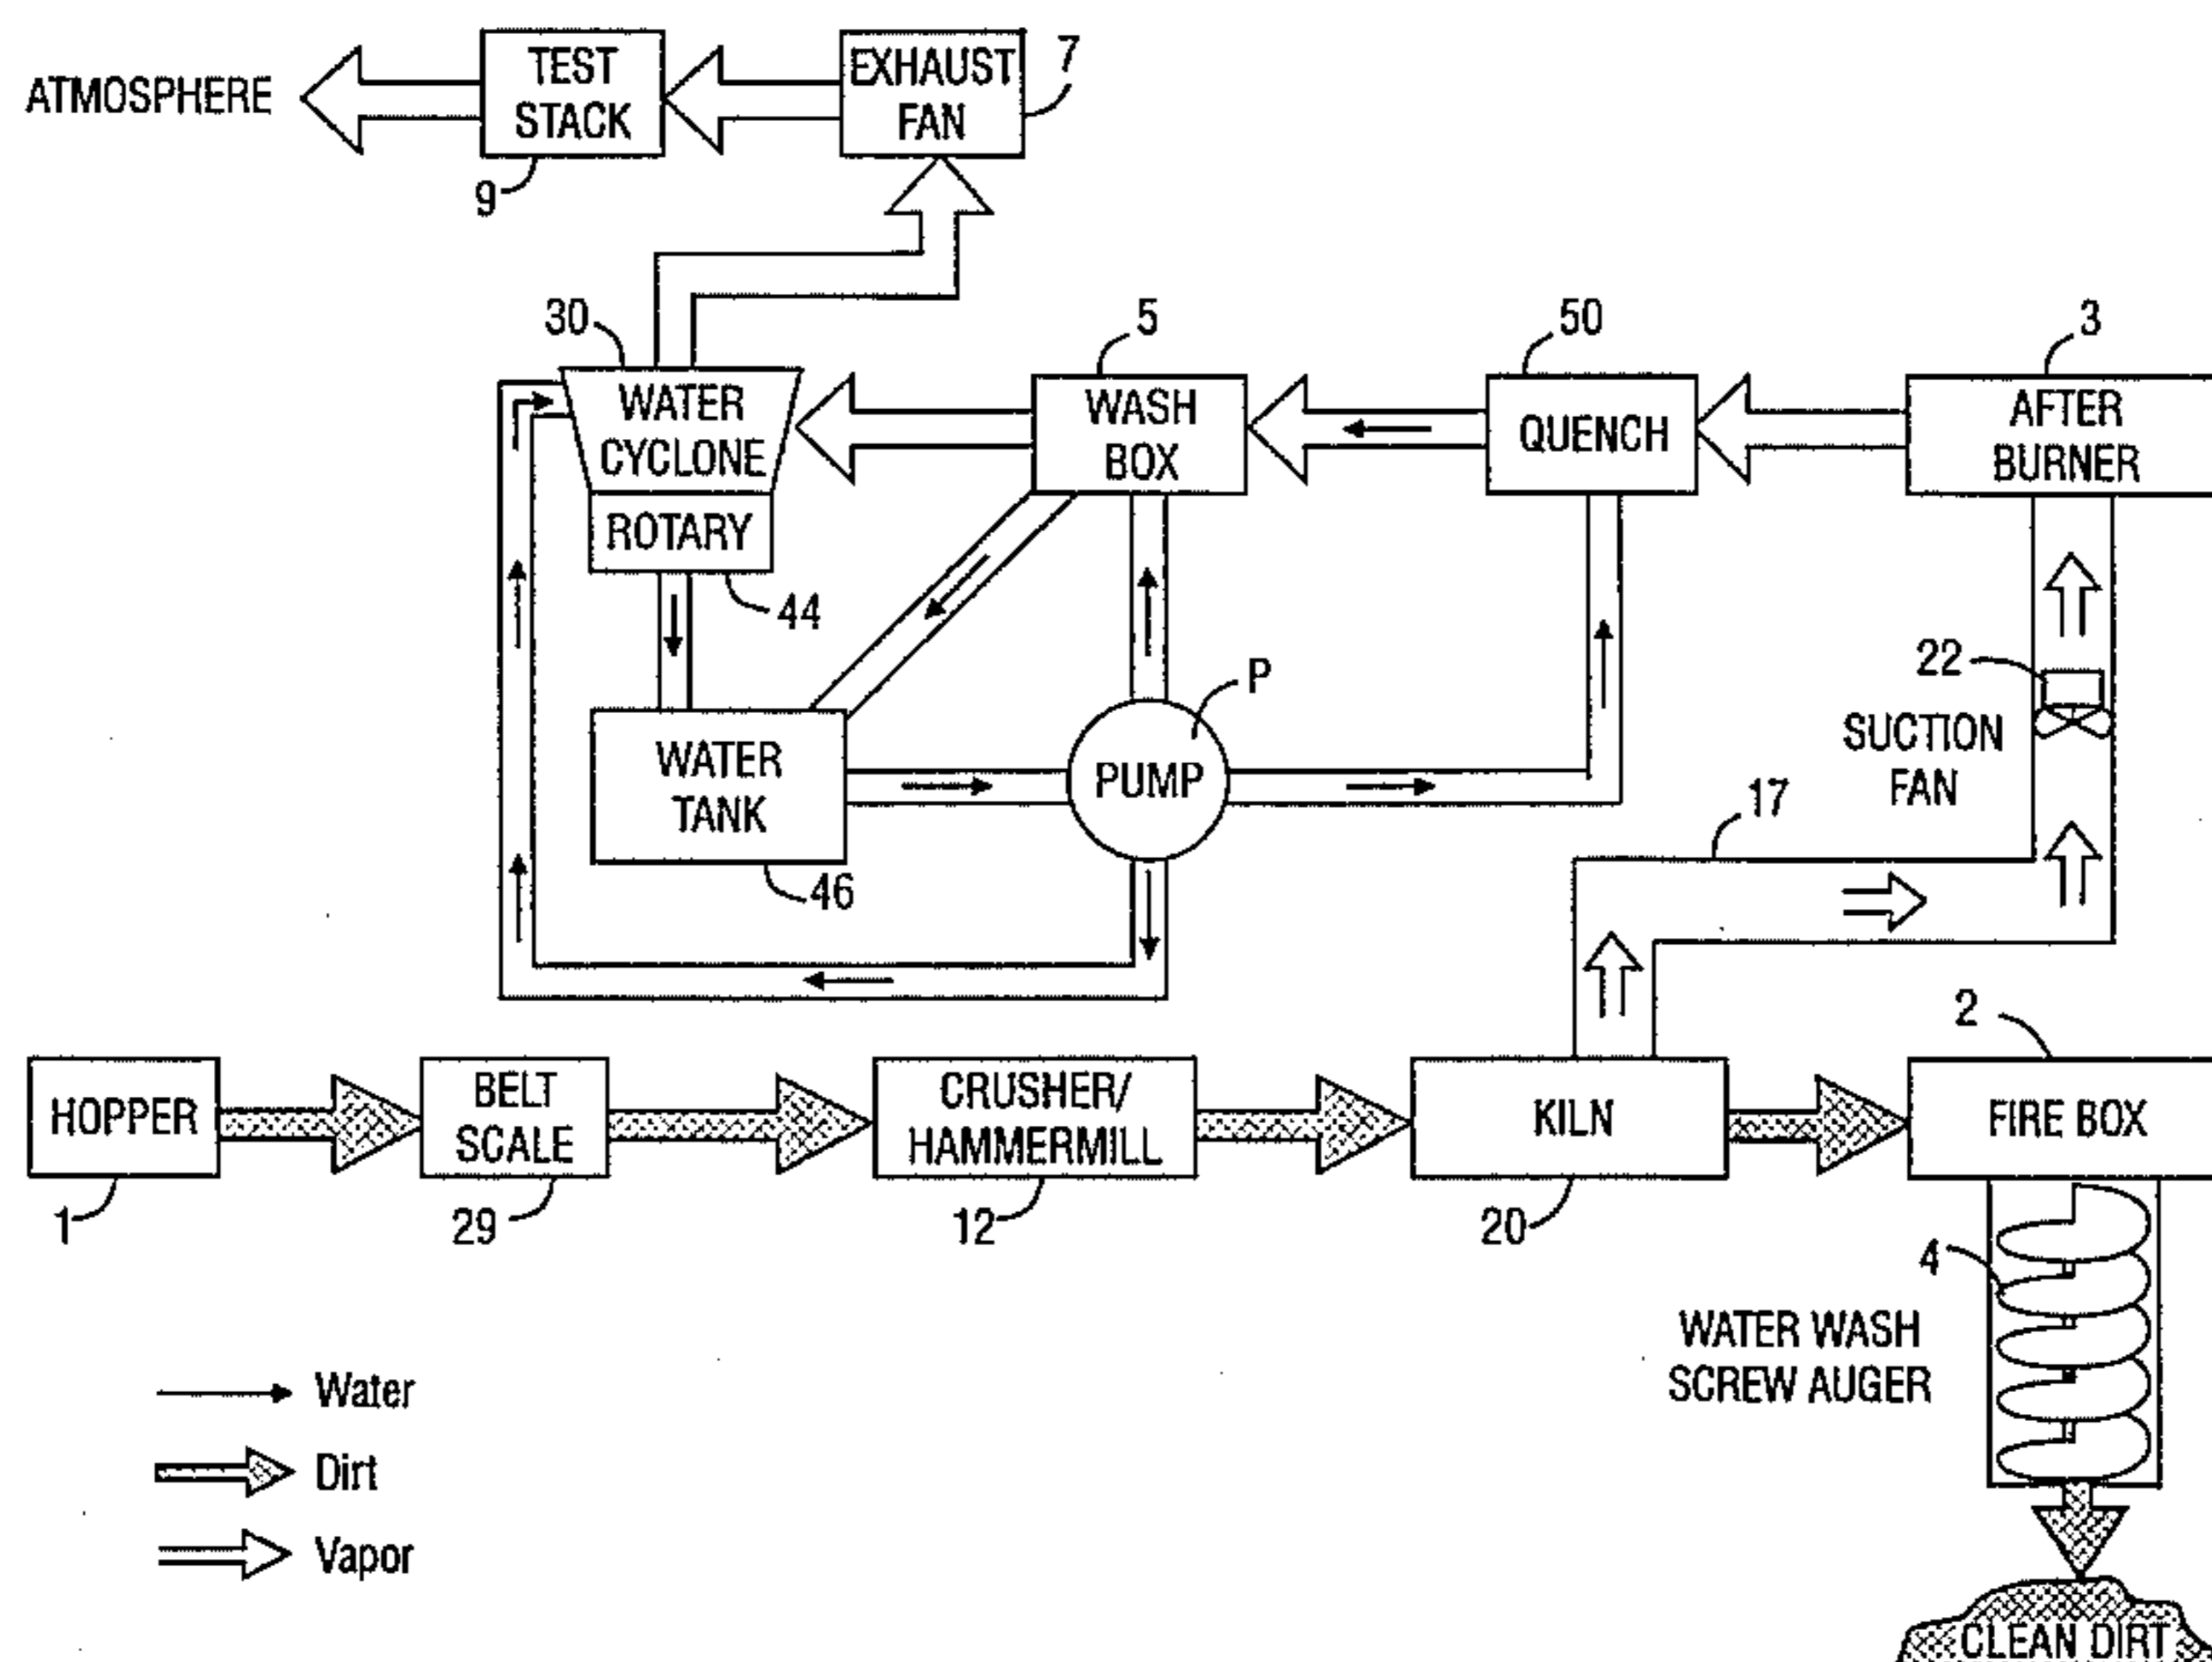 ATMOSPHERE
TEST
STACK
9
EXHAUST
FAN
7
30
WATER
CYCLONE
ROTARY
44
5
WASH
BOX
50
QUENCH
3
AFTER
BURNER
22
SUCTION
FAN
17
WATER
TANK
46
P
PUMP
HOPPER
1
BELT
SCALE
29
CRUSHER/
HAMMERMILL
12
KILN
20
2
FIRE BOX
4
WATER WASH
SCREW AUGER
CLEAN DIRT
Water
Dirt
Vapor